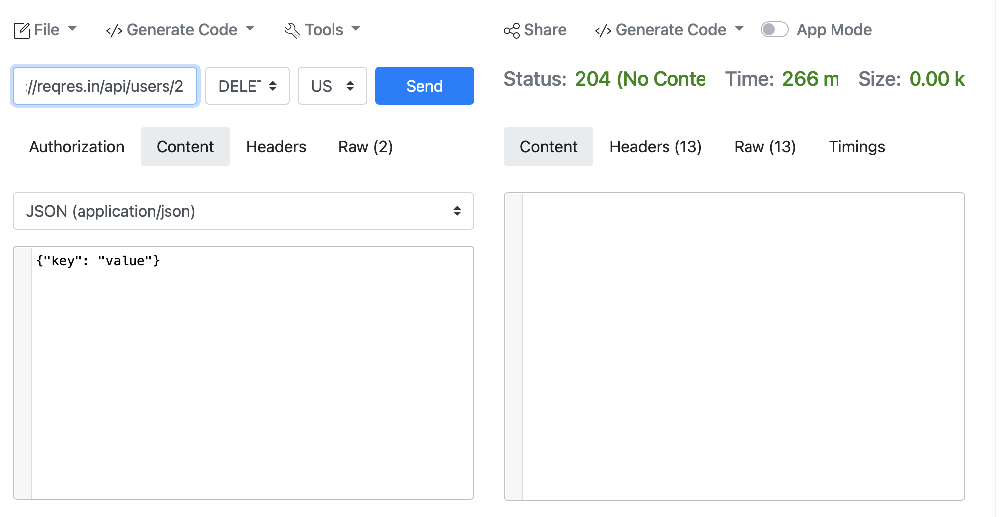 File Generate Code Tools
://reqres.in/api/users/2 DELET US Send
Authorization Content Headers Raw (2)
JSON (application/json)
{"key": "value"}
Share </> Generate Code App Mode
Status: 204 (No Conte Time: 266 m Size: 0.00 k
Content Headers (13) Raw (13) Timings